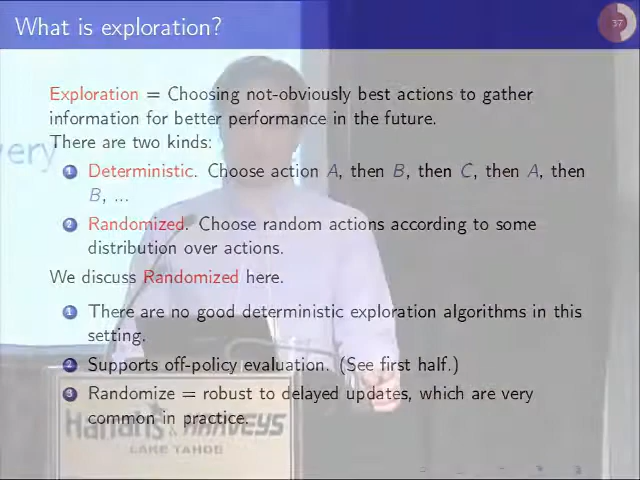 What is exploration?
37
Exploration = Choosing not-obviously best actions to gather
information for better performance in the future.
There are two kinds:
1 Deterministic. Choose action A, then B, then C, then A, then
B, ...
2 Randomized. Choose random actions according to some
distribution over actions.
We discuss Randomized here.
1 There are no good deterministic exploration algorithms in this
setting.
2 Supports off-policy evaluation. (See first half.)
3 Randomize = robust to delayed updates, which are very
common in practice.
very
Harrah's & HARVEYS
LAKE TAHOE